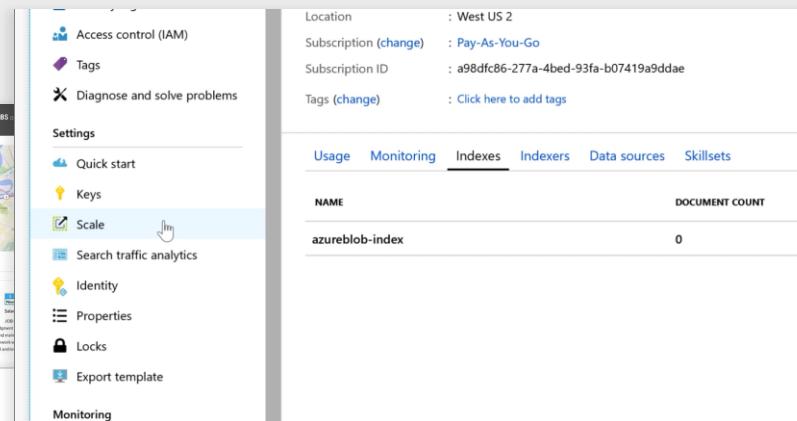 Access control (IAM)
Tags
Diagnose and solve problems
Settings
Quick start
Keys
Scale
Search traffic analytics
Identity
Properties
Locks
Export template
Monitoring
Location : West US 2
Subscription (change) : Pay-As-You-Go
Subscription ID : a98dfc86-277a-4bed-93fa-b07419a9ddae
Tags (change) : Click here to add tags
Usage Monitoring Indexes Indexers Data sources Skillsets
NAME DOCUMENT COUNT
azureblob-index 0